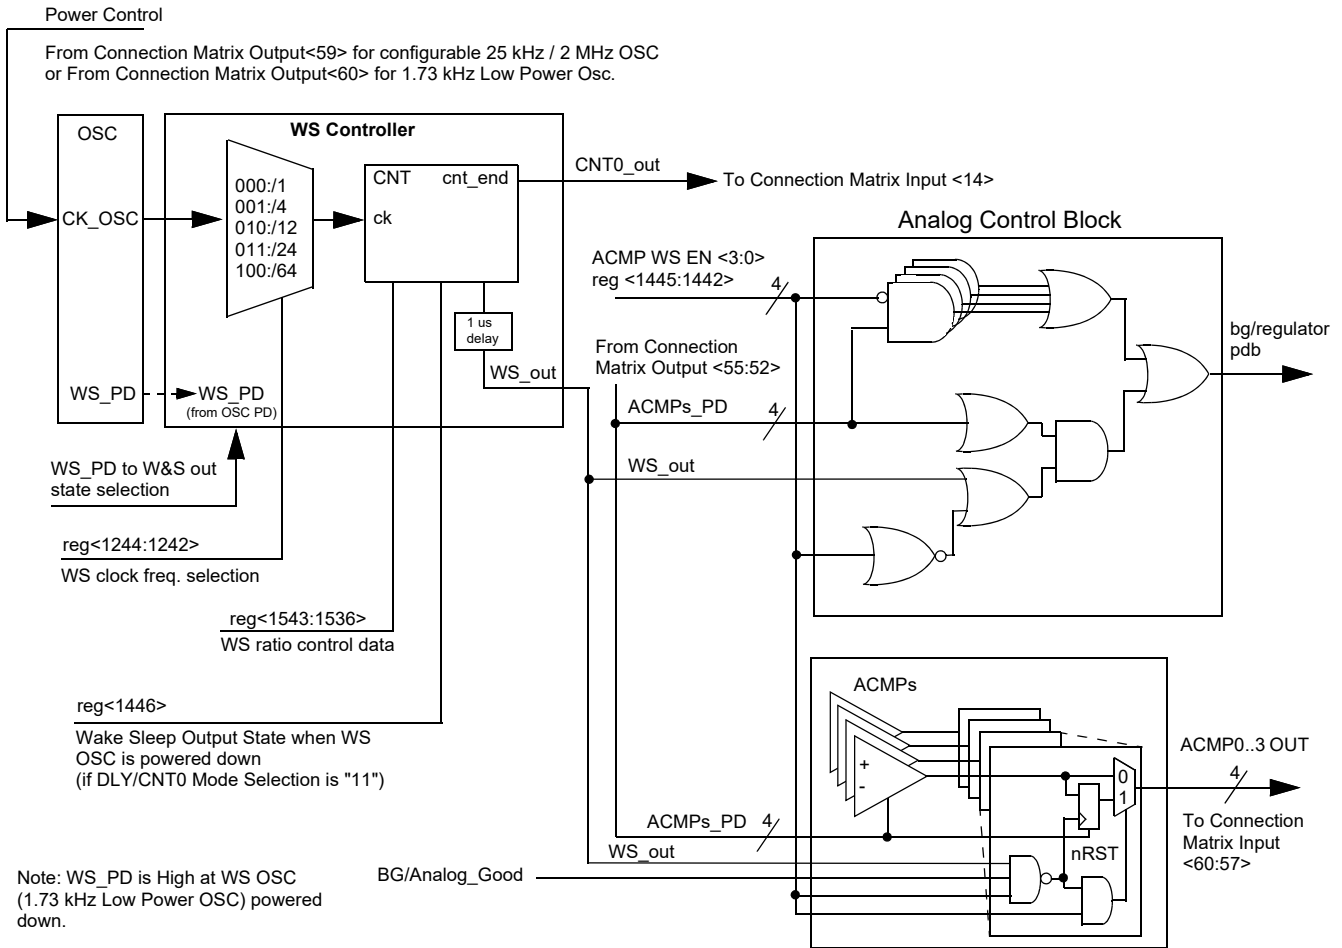 Power Control
From Connection Matrix Output<59> for configurable 25 kHz / 2 MHz OSC
or From Connection Matrix Output<60> for 1.73 kHz Low Power Osc.
OSC
CK_OSC
WS_PD
WS Controller
000:/1
001:/4
010:/12
011:/24
100:/64
CNT cnt_end
ck
1 us
delay
WS_out
WS_PD
(from OSC PD)
CNT0_out
To Connection Matrix Input <14>
WS_PD to W&S out
state selection
reg<1244:1242>
WS clock freq. selection
reg<1543:1536>
WS ratio control data
reg<1446>
Wake Sleep Output State when WS
OSC is powered down
(if DLY/CNT0 Mode Selection is "11")
Note: WS_PD is High at WS OSC
(1.73 kHz Low Power OSC) powered
down.
Analog Control Block
ACMP WS EN <3:0>
reg <1445:1442>
4
From Connection
Matrix Output <55:52>
ACMPs_PD
4
WS_out
bg/regulator
pdb
ACMPs
+
-
0
1
nRST
ACMPs_PD
4
WS_out
BG/Analog_Good
ACMP0..3 OUT
4
To Connection
Matrix Input
<60:57>